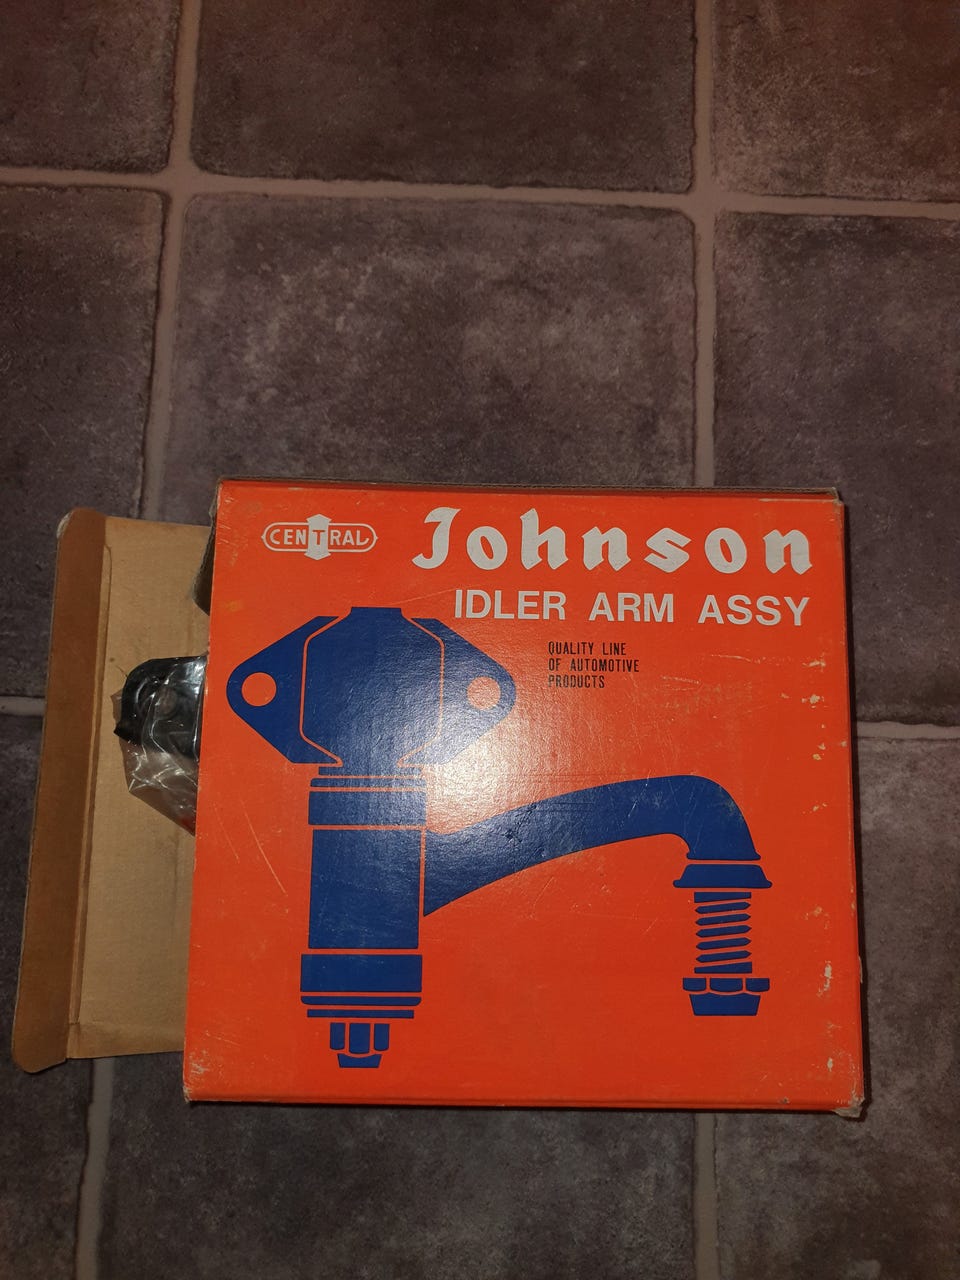 CENTRAL
Johnson
IDLER ARM ASSY
QUALITY LINE
OF AUTOMOTIVE
PRODUCTS